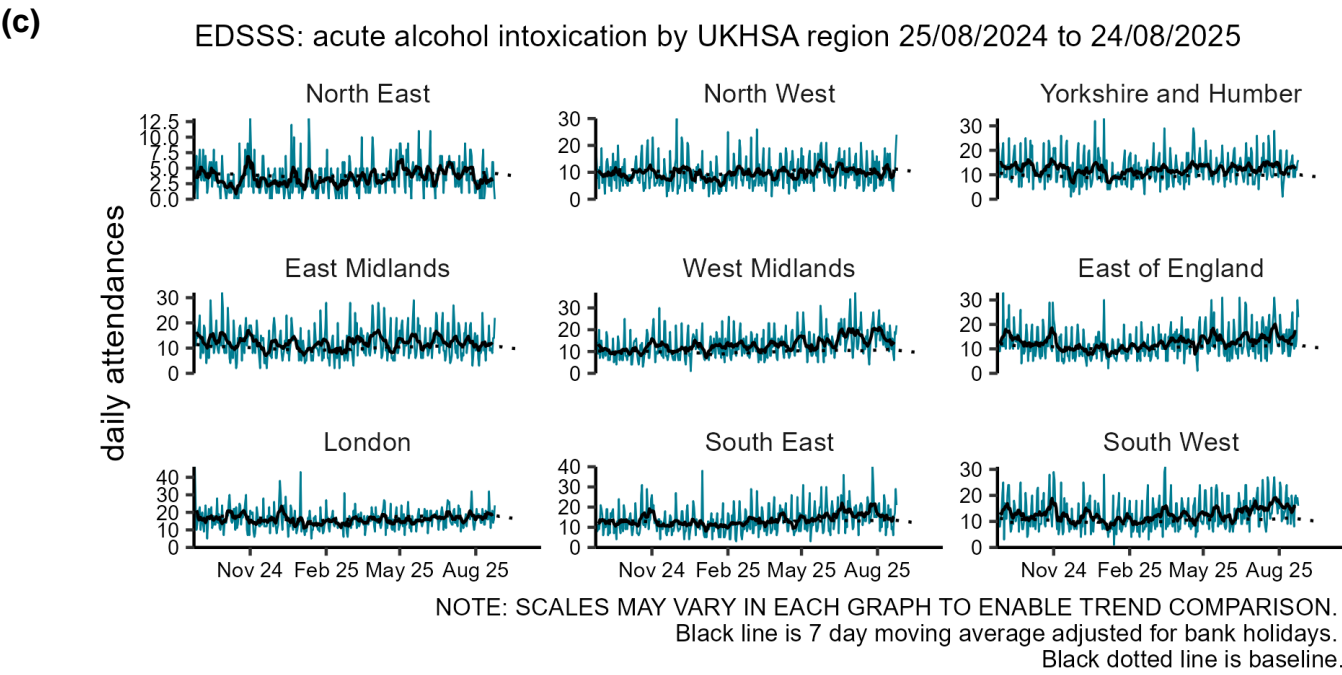 (c)
EDSSS: acute alcohol intoxication by UKHSA region 25/08/2024 to 24/08/2025
daily attendances
North East
12.5
10.0
7.5
5.0
2.5
0.0
North West
30
20
10
0
Yorkshire and Humber
30
20
10
0
East Midlands
30
20
10
0
West Midlands
30
20
10
0
East of England
30
20
10
0
London
40
30
20
10
0
Nov 24 Feb 25 May 25 Aug 25
South East
40
30
20
10
0
Nov 24 Feb 25 May 25 Aug 25
South West
30
20
10
0
Nov 24 Feb 25 May 25 Aug 25
NOTE: SCALES MAY VARY IN EACH GRAPH TO ENABLE TREND COMPARISON.
Black line is 7 day moving average adjusted for bank holidays.
Black dotted line is baseline.